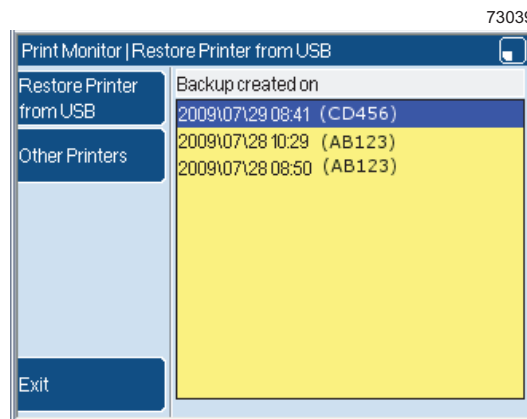 73039
Print Monitor | Restore Printer from USB
Restore Printer
from USB
Other Printers
Exit
Backup created on
2009\07\29 08:41 (CD456)
2009\07\28 10:29 (AB123)
2009\07\28 08:50 (AB123)